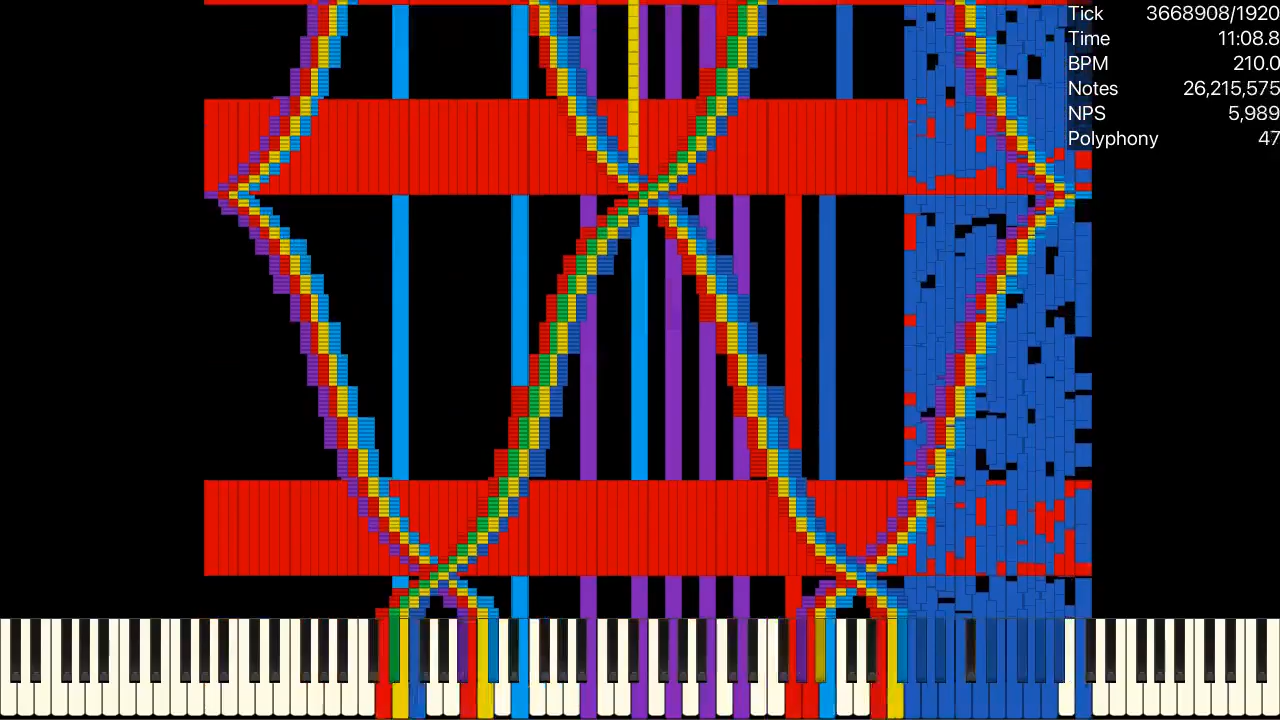 Tick 3668908/1920
Time 11:08.8
BPM 210.0
Notes 26,215,575
NPS 5,989
Polyphony 47